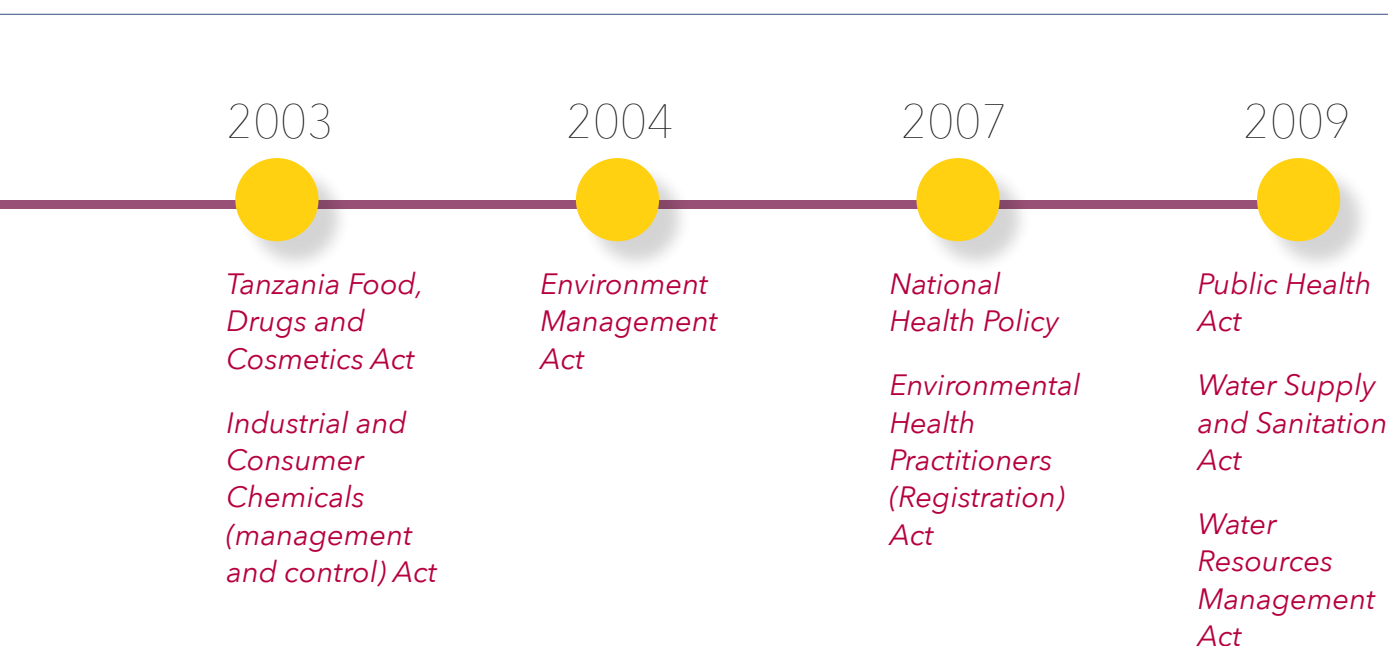 2003
Tanzania Food,
Drugs and
Cosmetics Act
Industrial and
Consumer
Chemicals
(management
and control) Act
2004
Environment
Management
Act
2007
National
Health Policy
Environmental
Health
Practitioners
(Registration)
Act
2009
Public Health
Act
Water Supply
and Sanitation
Act
Water
Resources
Management
Act